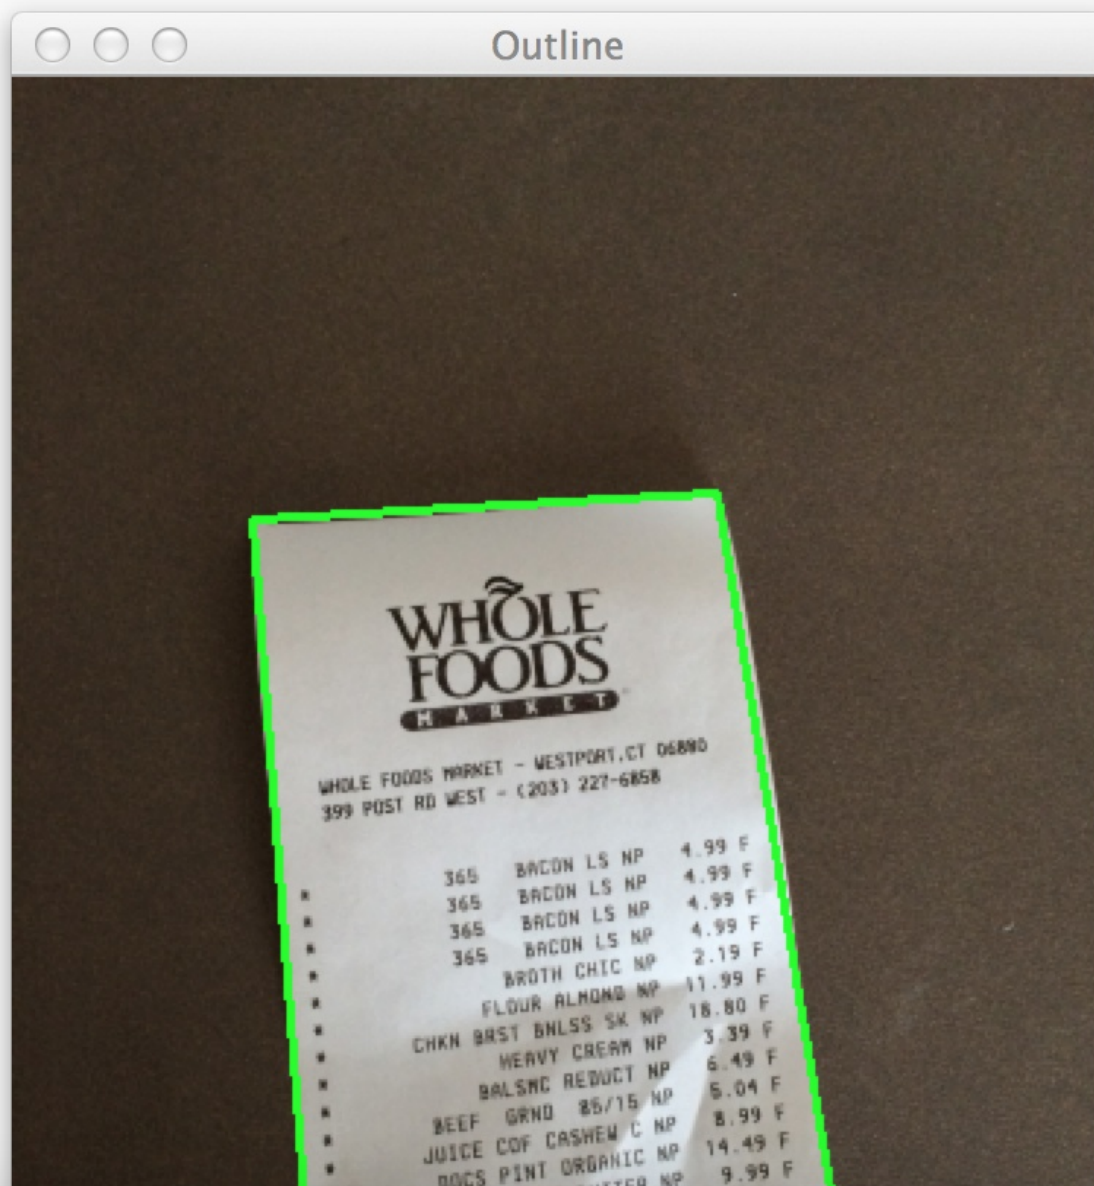 Outline
WHOLE
FOODS
MARKET
WHOLE FOODS MARKET - WESTPORT,CT 06880
399 POST RD WEST - (203) 227-6858
365 BACON LS NP 4.99 F
* 365 BACON LS NP 4.99 F
* 365 BACON LS NP 4.99 F
* 365 BACON LS NP 4.99 F
* BROTH CHIC NP 2.19 F
* FLOUR ALMOND NP 11.99 F
* CHKN BRST BNLSS SK NP 18.80 F
* HEAVY CREAM NP 3.39 F
* BALSMC REDUCT NP 6.49 F
* BEEF GRND 85/15 NP 5.04 F
* JUICE COF CASHEW C NP 8.99 F
* DOCS PINT ORGANIC NP 14.49 F
NP 9.99 F